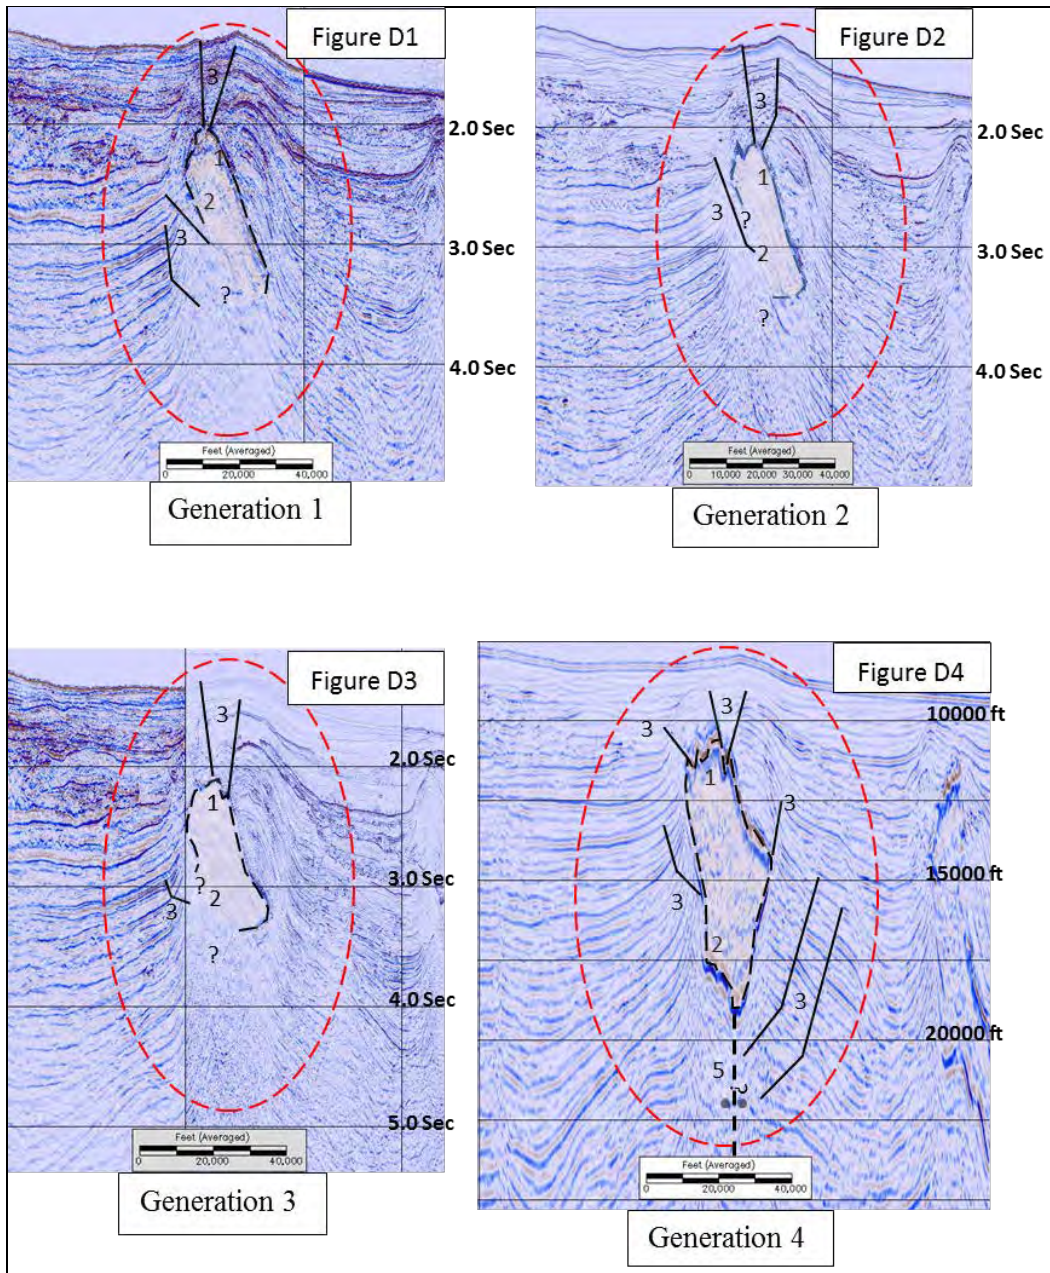 Figure D1
3
2.0 Sec
1
2
3
3.0 Sec
?
4.0 Sec
Feet (Averaged)
0 20,000 40,000
Generation 1
Figure D2
3
2.0 Sec
1
3
?
3.0 Sec
2
?
4.0 Sec
Feet (Averaged)
0 10,000 20,000 30,000 40,000
Generation 2
Figure D3
3
2.0 Sec
1
?
3.0 Sec
3
2
?
4.0 Sec
5.0 Sec
Feet (Averaged)
0 20,000 40,000
Generation 3
Figure D4
3
10000 ft
3
1
3
15000 ft
3
2
3
20000 ft
5
Feet (Averaged)
0 20,000 40,000
Generation 4